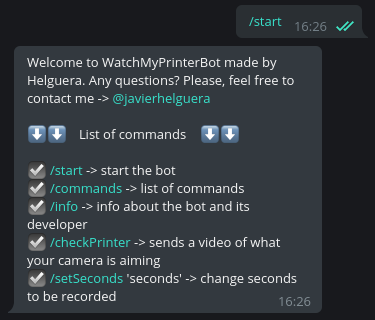 /start 16:26
Welcome to WatchMyPrinterBot made by
Helguera. Any questions? Please, feel free to
contact me -> @javierhelguera
⬇️⬇️ List of commands ⬇️⬇️
✔️ /start -> start the bot
✔️ /commands -> list of commands
✔️ /info -> info about the bot and its
developer
✔️ /checkPrinter -> sends a video of what
your camera is aiming
✔️ /setSeconds 'seconds' -> change seconds
to be recorded 16:26